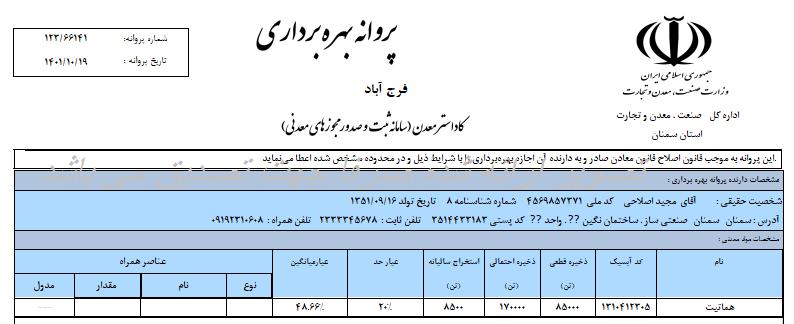 جمهوری اسلامی ایران
وزارت صنعت، معدن و تجارت
اداره کل صنعت ، معدن و تجارت
استان سمنان
پروانه بهره برداری
فرج آباد
کاداستر معدن (سامانه ثبت و صدور مجوزهای معدنی)
شماره پروانه: ۱۲۳/۶۶۱۴۱
تاریخ پروانه : ۱۴۰۱/۱۰/۱۹
این پروانه به موجب قانون اصلاح قانون معادن صادر و به دارنده آن اجازه بهره‌برداری را با شرایط ذیل و در محدوده مشخص شده اعطا می‌نماید.
مشخصات دارنده پروانه بهره برداری :
شخصیت حقیقی : آقای مجید اصلاحی کد ملی ۴۵۶۹۸۵۷۳۷۱ شماره شناسنامه ۸ تاریخ تولد ۱۳۵۱/۰۹/۱۶
آدرس : سمنان سمنان صنعتی ساز . ساختمان نگین ??. واحد ?? کد پستی ۳۵۱۴۴۳۳۱۸۳ تلفن ثابت : ۲۳۳۳۳۴۵۶۷۸ تلفن همراه : ۰۹۱۹۲۳۱۰۶۰۸
مشخصات مواد معدنی :
نام کد آیسیک ذخیره قطعی (تن) ذخیره احتمالی (تن) استخراج سالیانه (تن) عیار حد عیارمیانگین عناصر همراه
نوع نام مقدار مدول
هماتیت ۱۳۱۰۴۱۲۳۰۵ ۸۵۰۰۰ ۱۷۰۰۰۰ ۸۵۰۰ ۲۰٪ ۴۸.۶۶٪ ---